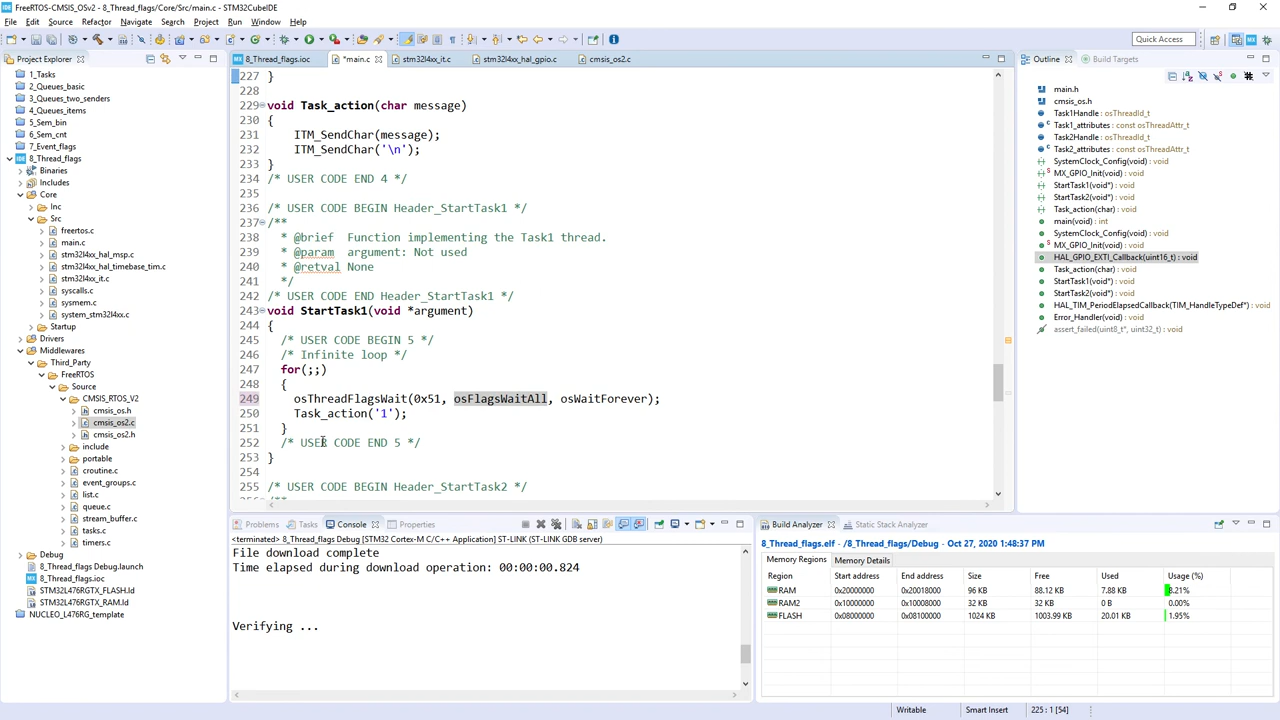 FreeRTOS-CMSIS_OSv2 - 8_Thread_flags/Core/Src/main.c - STM32CubeIDE
File Edit Source Refactor Navigate Search Project Run Window Help
Quick Access
Project Explorer
1_Tasks
2_Queues_basic
3_Queues_two_senders
4_Queues_items
5_Sem_bin
6_Sem_cnt
7_Event_flags
8_Thread_flags
Binaries
Includes
Core
Inc
Src
freertos.c
main.c
stm32l4xx_hal_msp.c
stm32l4xx_hal_timebase_tim.c
stm32l4xx_it.c
syscalls.c
sysmem.c
system_stm32l4xx.c
Startup
Drivers
Middlewares
Third_Party
FreeRTOS
Source
CMSIS_RTOS_V2
cmsis_os.h
cmsis_os2.c
cmsis_os2.h
include
portable
croutine.c
event_groups.c
list.c
queue.c
stream_buffer.c
tasks.c
timers.c
Debug
8_Thread_flags Debug.launch
8_Thread_flags.ioc
STM32L476RGTX_FLASH.ld
STM32L476RGTX_RAM.ld
NUCLEO_L476RG_template
8_Thread_flags.ioc *main.c stm32l4xx_it.c stm32l4xx_hal_gpio.c cmsis_os2.c
227 }
228
229 void Task_action(char message)
230 {
231 ITM_SendChar(message);
232 ITM_SendChar('\n');
233 }
234 /* USER CODE END 4 */
235
236 /* USER CODE BEGIN Header_StartTask1 */
237 /**
238 * @brief Function implementing the Task1 thread.
239 * @param argument: Not used
240 * @retval None
241 */
242 /* USER CODE END Header_StartTask1 */
243 void StartTask1(void *argument)
244 {
245 /* USER CODE BEGIN 5 */
246 /* Infinite loop */
247 for(;;)
248 {
249 osThreadFlagsWait(0x51, osFlagsWaitAll, osWaitForever);
250 Task_action('1');
251 }
252 /* USER CODE END 5 */
253 }
254
255 /* USER CODE BEGIN Header_StartTask2 */
256 /**
Outline Build Targets
main.h
cmsis_os.h
Task1Handle : osThreadId_t
Task1_attributes : const osThreadAttr_t
Task2Handle : osThreadId_t
Task2_attributes : const osThreadAttr_t
SystemClock_Config(void) : void
MX_GPIO_Init(void) : void
StartTask1(void*) : void
StartTask2(void*) : void
Task_action(char) : void
main(void) : int
SystemClock_Config(void) : void
MX_GPIO_Init(void) : void
HAL_GPIO_EXTI_Callback(uint16_t) : void
Task_action(char) : void
StartTask1(void*) : void
StartTask2(void*) : void
HAL_TIM_PeriodElapsedCallback(TIM_HandleTypeDef*) : void
Error_Handler(void) : void
assert_failed(uint8_t*, uint32_t) : void
Problems Tasks Console Properties
<terminated> 8_Thread_flags Debug [STM32 Cortex-M C/C++ Application] ST-LINK (ST-LINK GDB server)
File download complete
Time elapsed during download operation: 00:00:00.824
Verifying ...
Build Analyzer Static Stack Analyzer
8_Thread_flags.elf - /8_Thread_flags/Debug - Oct 27, 2020 1:48:37 PM
Memory Regions Memory Details
Region Start address End address Size Free Used Usage (%)
RAM 0x20000000 0x20018000 96 KB 88.12 KB 7.88 KB 8.21%
RAM2 0x10000000 0x10008000 32 KB 32 KB 0 B 0.00%
FLASH 0x08000000 0x08100000 1024 KB 1003.99 KB 20.01 KB 1.95%
Writable Smart Insert 225 : 1 [54]